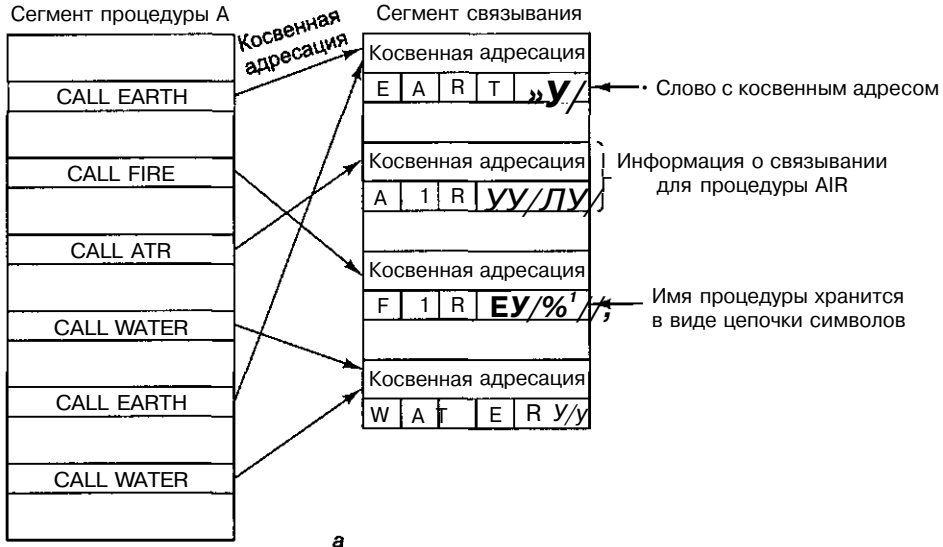 Сегмент процедуры A
Косвенная адресация
CALL EARTH
CALL FIRE
CALL ATR
CALL WATER
CALL EARTH
CALL WATER
Сегмент связывания
Косвенная адресация
E A R T
Косвенная адресация
A 1 R
Косвенная адресация
F 1 R E
Косвенная адресация
W A T E R
Слово с косвенным адресом
Информация о связывании
для процедуры AIR
Имя процедуры хранится
в виде цепочки символов
а